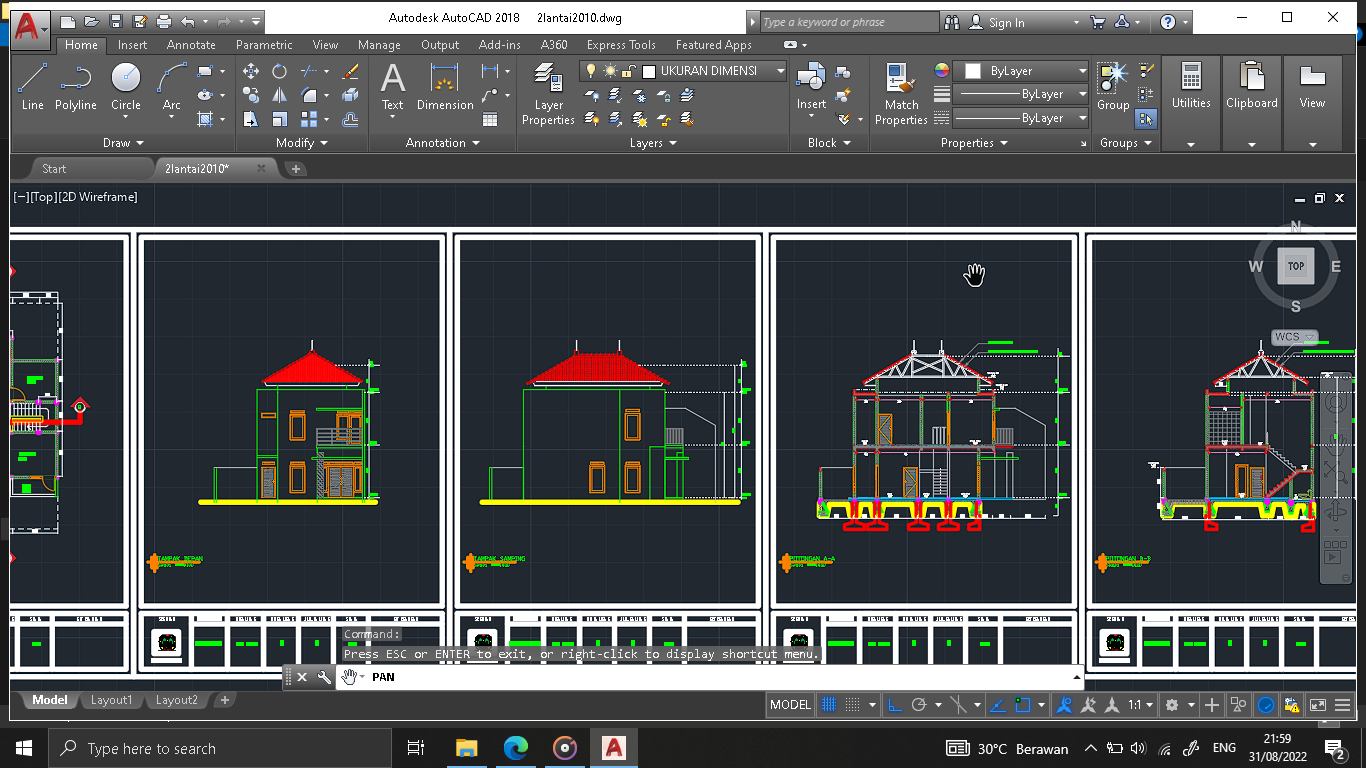 Autodesk AutoCAD 2018 2lantai2010.dwg
Type a keyword or phrase
Sign In
Home Insert Annotate Parametric View Manage Output Add-ins A360 Express Tools Featured Apps
Line Polyline Circle Arc
Text Dimension
Layer Properties
UKURAN DIMENSI
Insert
Match Properties
ByLayer
ByLayer
ByLayer
Group
Utilities
Clipboard
View
Draw Modify Annotation Layers Block Properties Groups
Start 2lantai2010*
[−][Top][2D Wireframe]
N
W TOP E
S
WCS
TAMPAK DEPAN
TAMPAK SAMPING
POTONGAN A-A
POTONGAN B-B
Command:
Press ESC or ENTER to exit, or right-click to display shortcut menu.
PAN
Model Layout1 Layout2
MODEL
1:1
Type here to search
30°C Berawan
ENG
21:59
31/08/2022
2